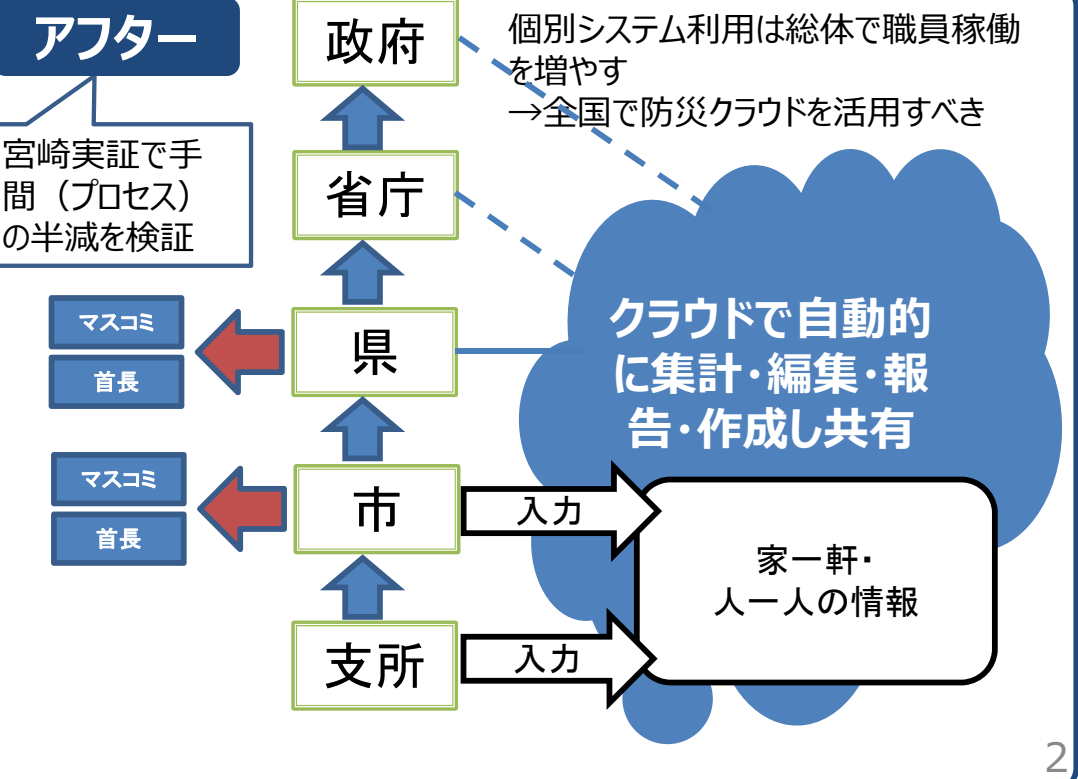 アフター
政府
個別システム利用は総体で職員稼働
を増やす
→全国で防災クラウドを活用すべき
宮崎実証で手
間（プロセス）
の半減を検証
省庁
マスコミ
首長
県
クラウドで自動的
に集計・編集・報
告・作成し共有
マスコミ
首長
市
入力
家一軒・
人一人の情報
支所
入力
2